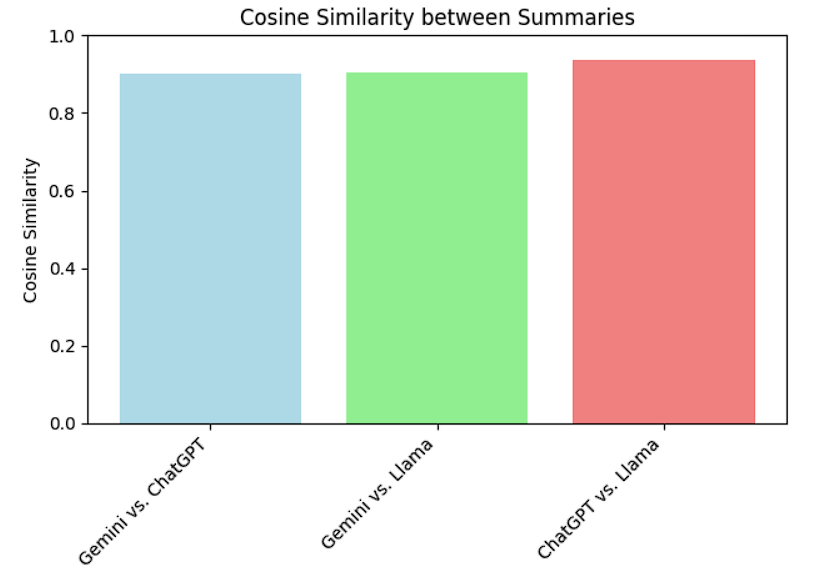 Cosine Similarity between Summaries
Cosine Similarity
1.0
0.8
0.6
0.4
0.2
0.0
Gemini vs. ChatGPT
Gemini vs. Llama
ChatGPT vs. Llama